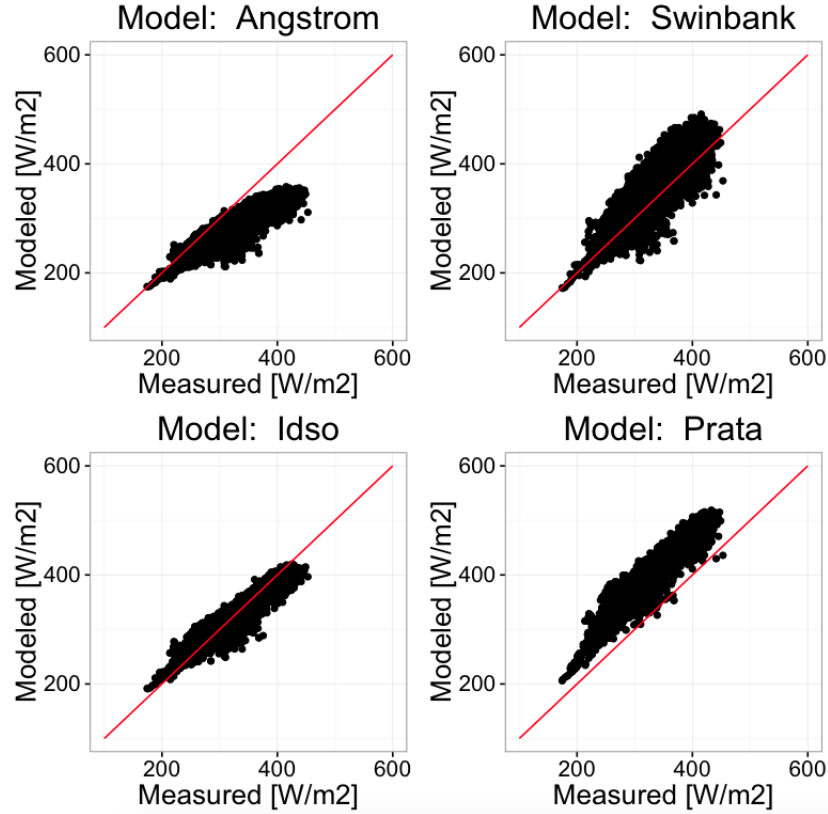 Model:  Angstrom
600
400
200
Modeled [W/m2]
200 400 600
Measured [W/m2]
Model:  Swinbank
600
400
200
Modeled [W/m2]
200 400 600
Measured [W/m2]
Model:  Idso
600
400
200
Modeled [W/m2]
200 400 600
Measured [W/m2]
Model:  Prata
600
400
200
Modeled [W/m2]
200 400 600
Measured [W/m2]